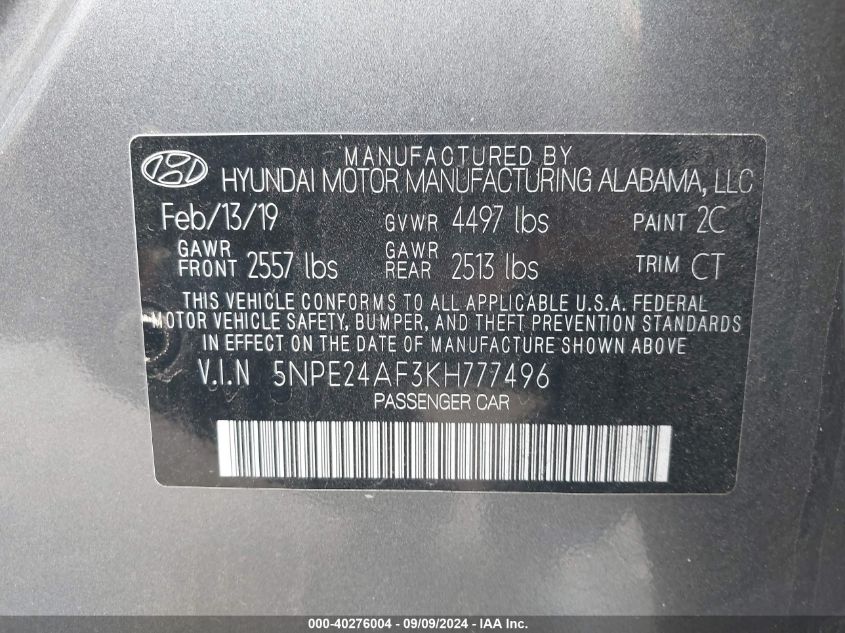 MANUFACTURED BY
HYUNDAI MOTOR MANUFACTURING ALABAMA, LLC
Feb/13/19 GVWR 4497 lbs PAINT 2C
GAWR FRONT 2557 lbs GAWR REAR 2513 lbs TRIM CT
THIS VEHICLE CONFORMS TO ALL APPLICABLE U.S.A. FEDERAL
MOTOR VEHICLE SAFETY, BUMPER, AND THEFT PREVENTION STANDARDS
IN EFFECT ON THE DATE OF MANUFACTURE SHOWN ABOVE
V.I.N 5NPE24AF3KH777496
PASSENGER CAR
000-40276004 - 09/09/2024 - IAA Inc.